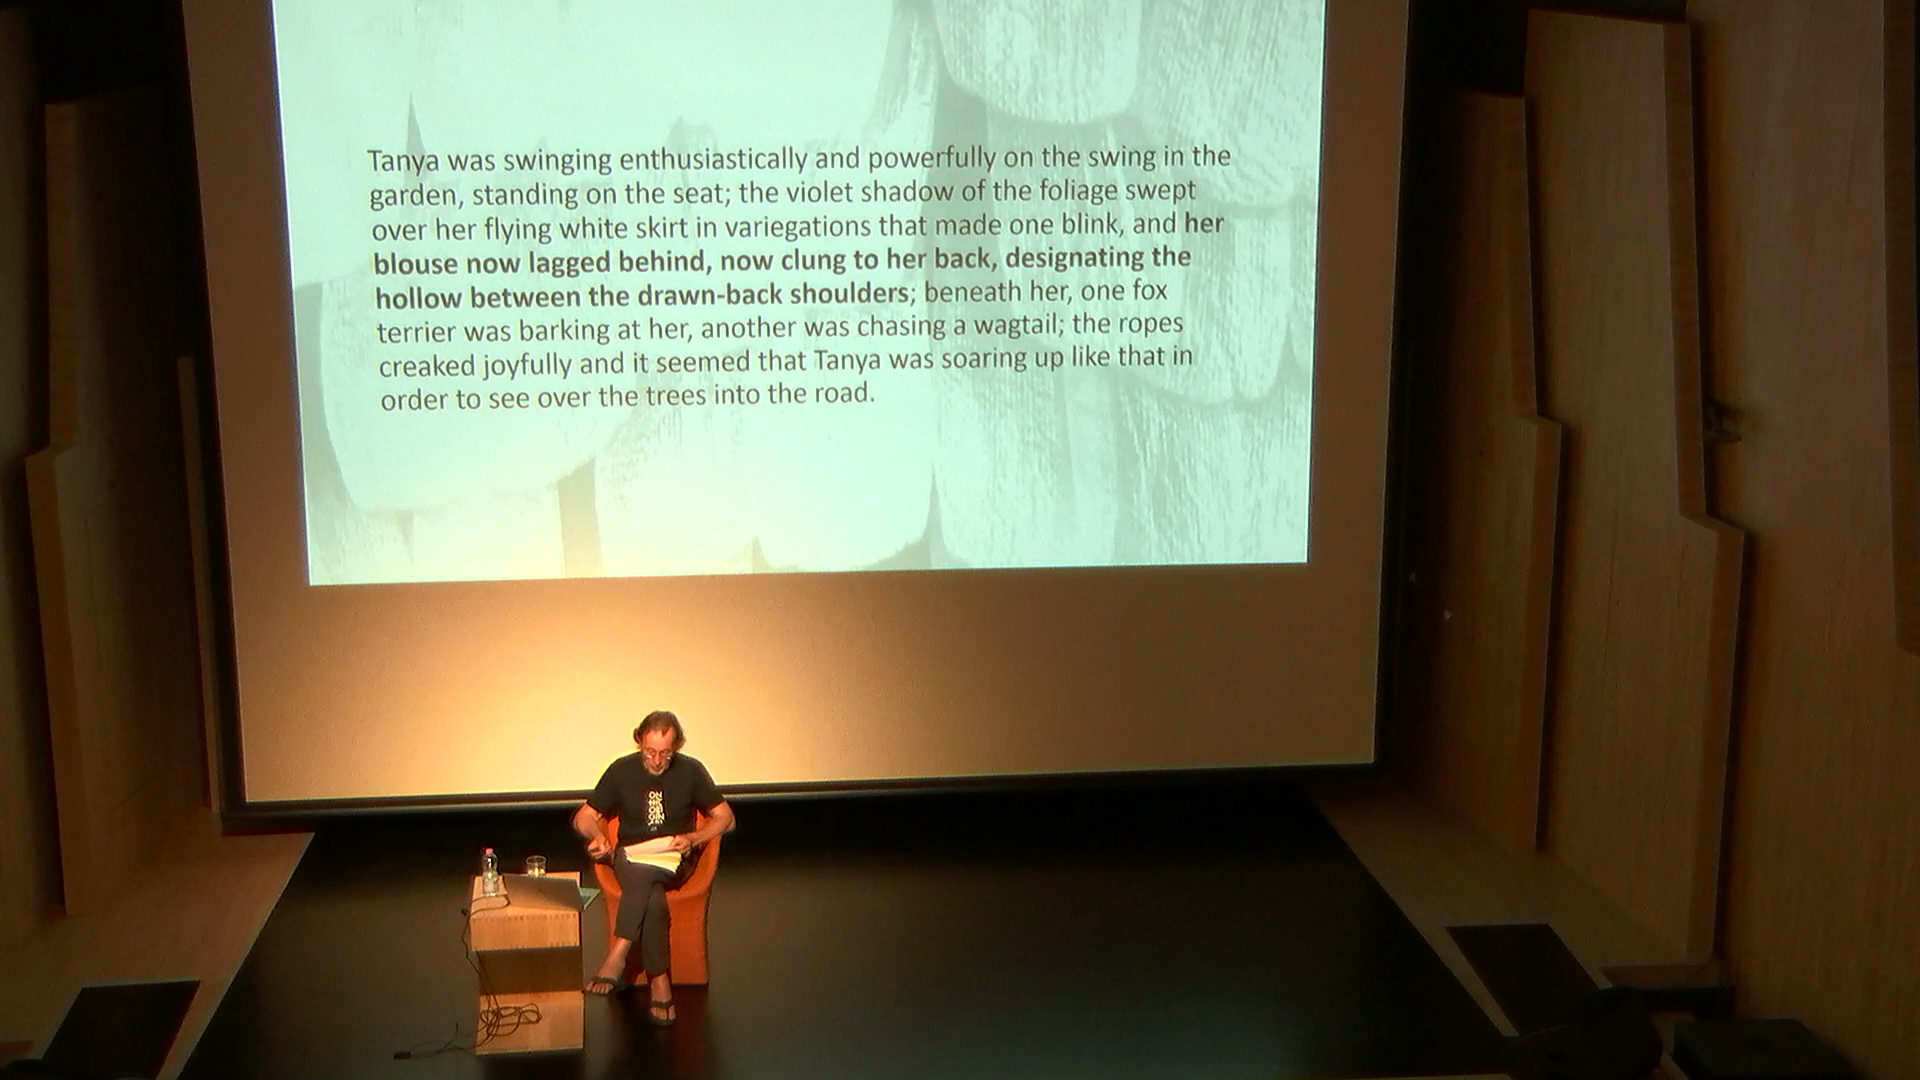 Tanya was swinging enthusiastically and powerfully on the swing in the
garden, standing on the seat; the violet shadow of the foliage swept
over her flying white skirt in variegations that made one blink, and her
blouse now lagged behind, now clung to her back, designating the
hollow between the drawn-back shoulders; beneath her, one fox
terrier was barking at her, another was chasing a wagtail; the ropes
creaked joyfully and it seemed that Tanya was soaring up like that in
order to see over the trees into the road.
ON